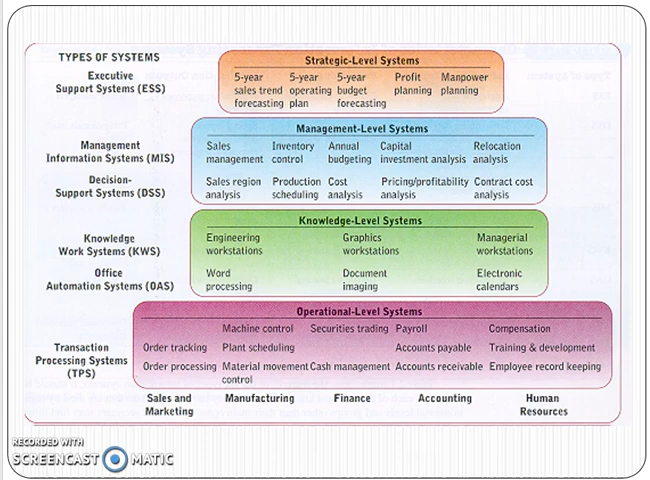 TYPES OF SYSTEMS
Strategic-Level Systems
Executive
Support Systems (ESS)
5-year 5-year 5-year Profit Manpower
sales trend operating budget planning planning
forecasting plan forecasting
Management-Level Systems
Management
Information Systems (MIS)
Sales Inventory Annual Capital Relocation
management control budgeting investment analysis analysis
Decision-
Support Systems (DSS)
Sales region Production Cost Pricing/profitability Contract cost
analysis scheduling analysis analysis analysis
Knowledge-Level Systems
Knowledge
Work Systems (KWS)
Engineering Graphics Managerial
workstations workstations workstations
Office
Automation Systems (OAS)
Word Document Electronic
processing imaging calendars
Operational-Level Systems
Transaction
Processing Systems
(TPS)
Machine control Securities trading Payroll Compensation
Order tracking Plant scheduling Accounts payable Training & development
Order processing Material movement Cash management Accounts receivable Employee record keeping
control
Sales and Manufacturing Finance Accounting Human
Marketing Resources
RECORDED WITH
SCREENCAST MATIC